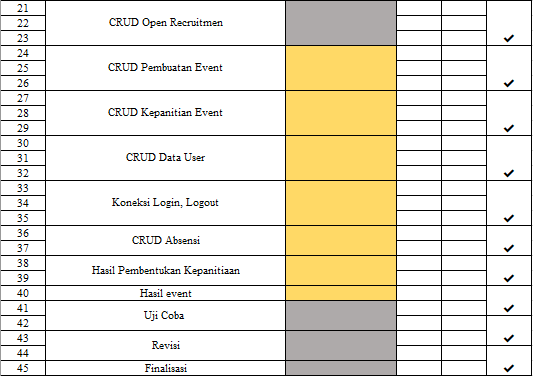 21
22 CRUD Open Recruitmen
23 ✓
24
25 CRUD Pembuatan Event
26 ✓
27
28 CRUD Kepanitian Event
29 ✓
30
31 CRUD Data User
32 ✓
33
34 Koneksi Login, Logout
35 ✓
36
CRUD Absensi
37 ✓
38
Hasil Pembentukan Kepanitiaan
39 ✓
40 Hasil event
41 ✓
Uji Coba
42
43 ✓
Revisi
44
45 Finalisasi ✓